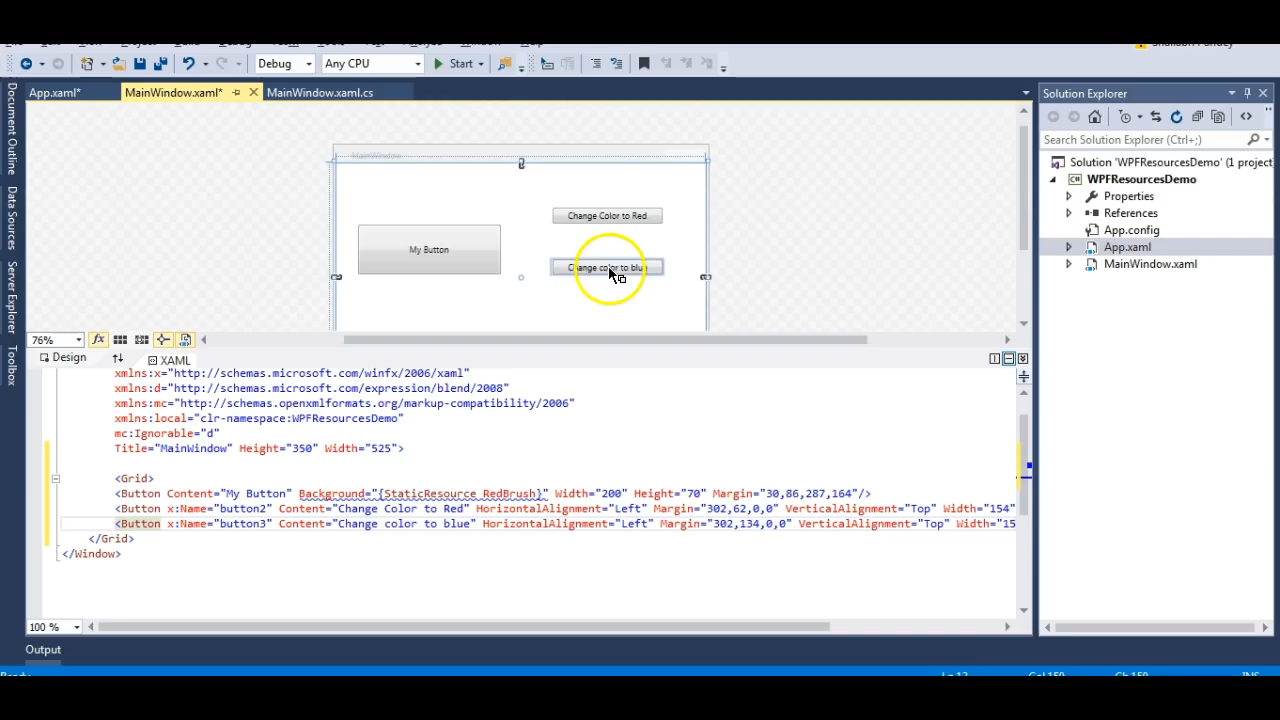 Debug
Any CPU
Start
App.xaml*
MainWindow.xaml*
MainWindow.xaml.cs
Document Outline
Data Sources
Server Explorer
Toolbox
MainWindow
Change Color to Red
My Button
Change color to blue
76%
Design
XAML
xmlns:x="http://schemas.microsoft.com/winfx/2006/xaml"
xmlns:d="http://schemas.microsoft.com/expression/blend/2008"
xmlns:mc="http://schemas.openxmlformats.org/markup-compatibility/2006"
xmlns:local="clr-namespace:WPFResourcesDemo"
mc:Ignorable="d"
Title="MainWindow" Height="350" Width="525">
<Grid>
<Button Content="My Button" Background="{StaticResource RedBrush}" Width="200" Height="70" Margin="30,86,287,164"/>
<Button x:Name="button2" Content="Change Color to Red" HorizontalAlignment="Left" Margin="302,62,0,0" VerticalAlignment="Top" Width="154"
<Button x:Name="button3" Content="Change color to blue" HorizontalAlignment="Left" Margin="302,134,0,0" VerticalAlignment="Top" Width="15
</Grid>
</Window>
100 %
Output
Solution Explorer
Search Solution Explorer (Ctrl+;)
Solution 'WPFResourcesDemo' (1 project
WPFResourcesDemo
Properties
References
App.config
App.xaml
MainWindow.xaml